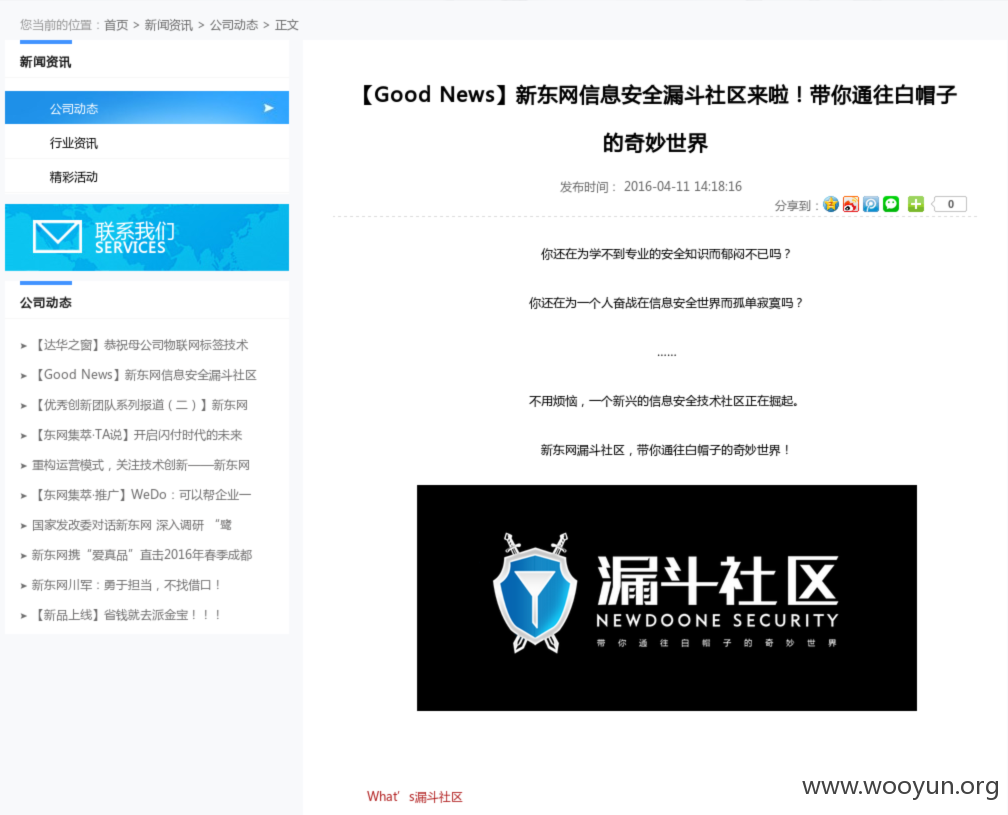 您当前的位置：首页 > 新闻资讯 > 公司动态 > 正文
新闻资讯
公司动态
行业资讯
精彩活动
联系我们
SERVICES
公司动态
【达华之窗】恭祝母公司物联网标签技术
【Good News】新东网信息安全漏斗社区
【优秀创新团队系列报道（二）】新东网
【东网集萃·TA说】开启闪付时代的未来
重构运营模式，关注技术创新——新东网
【东网集萃·推广】WeDo：可以帮企业一
国家发改委对话新东网 深入调研 “鹭
新东网携“爱真品”直击2016年春季成都
新东网川军：勇于担当，不找借口！
【新品上线】省钱就去派金宝！！！
【Good News】新东网信息安全漏斗社区来啦！带你通往白帽子
的奇妙世界
发布时间： 2016-04-11 14:18:16
分享到： 0
你还在为学不到专业的安全知识而郁闷不已吗？
你还在为一个人奋战在信息安全世界而孤单寂寞吗？
......
不用烦恼，一个新兴的信息安全技术社区正在掘起。
新东网漏斗社区，带你通往白帽子的奇妙世界！
漏斗社区
NEWDOONE SECURITY
带你通往白帽子的奇妙世界
What’s漏斗社区
www.wooyun.org